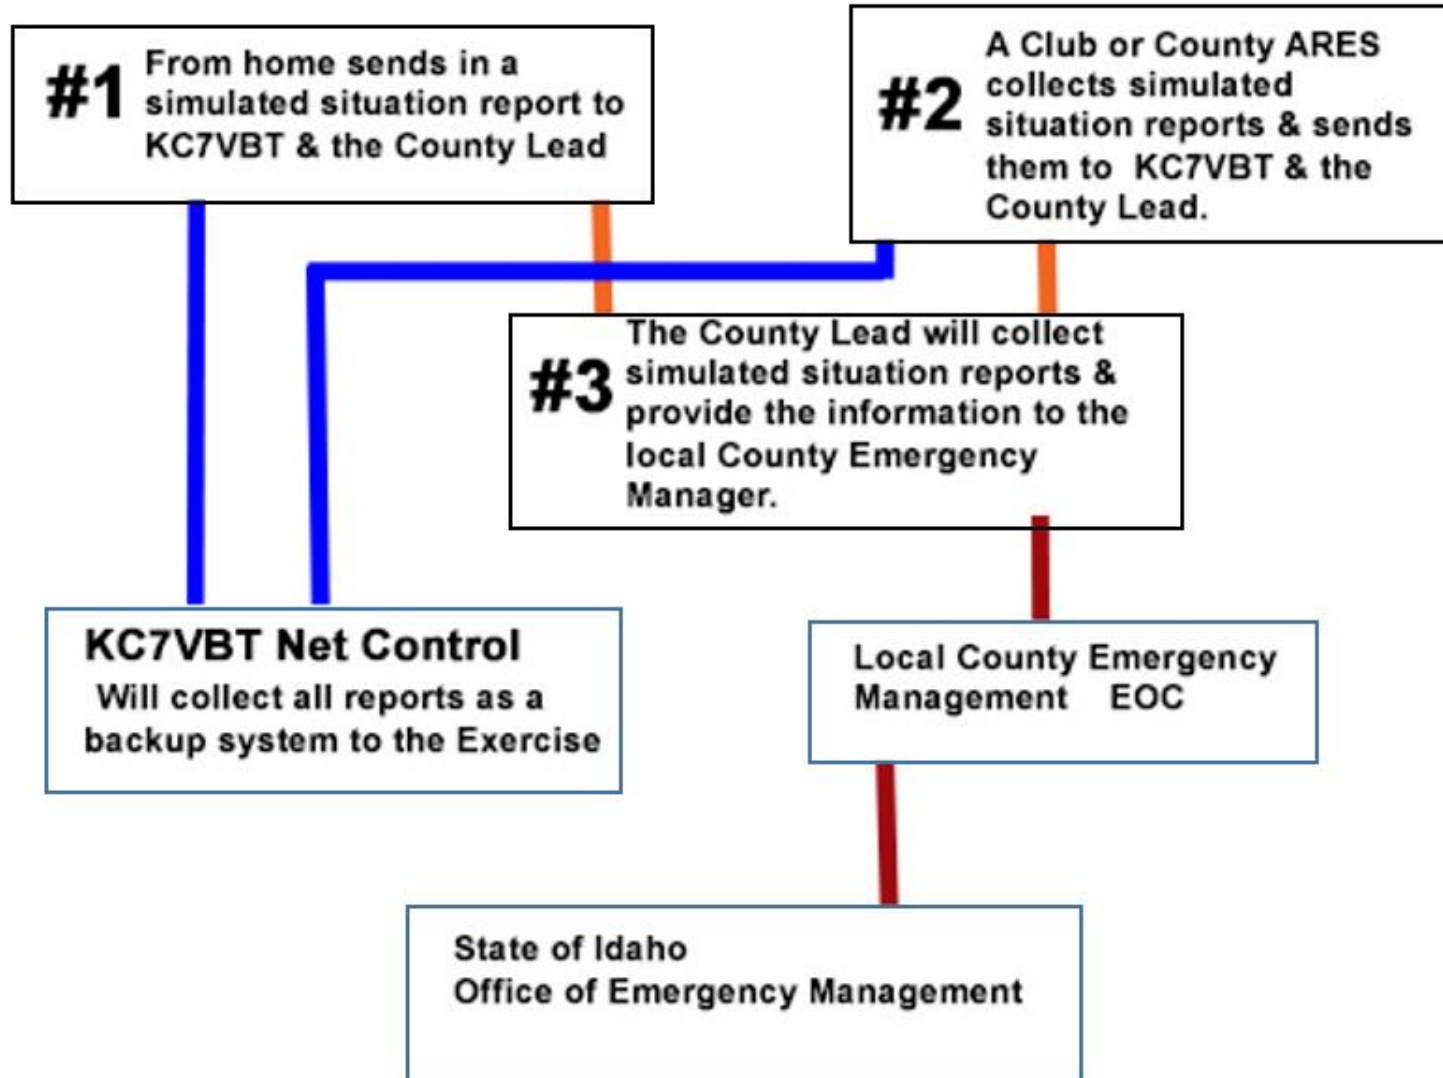 #1 From home sends in a
simulated situation report to
KC7VBT & the County Lead
#2 A Club or County ARES
collects simulated
situation reports & sends
them to KC7VBT & the
County Lead.
#3 The County Lead will collect
simulated situation reports &
provide the information to the
local County Emergency
Manager.
KC7VBT Net Control
Will collect all reports as a
backup system to the Exercise
Local County Emergency
Management EOC
State of Idaho
Office of Emergency Management